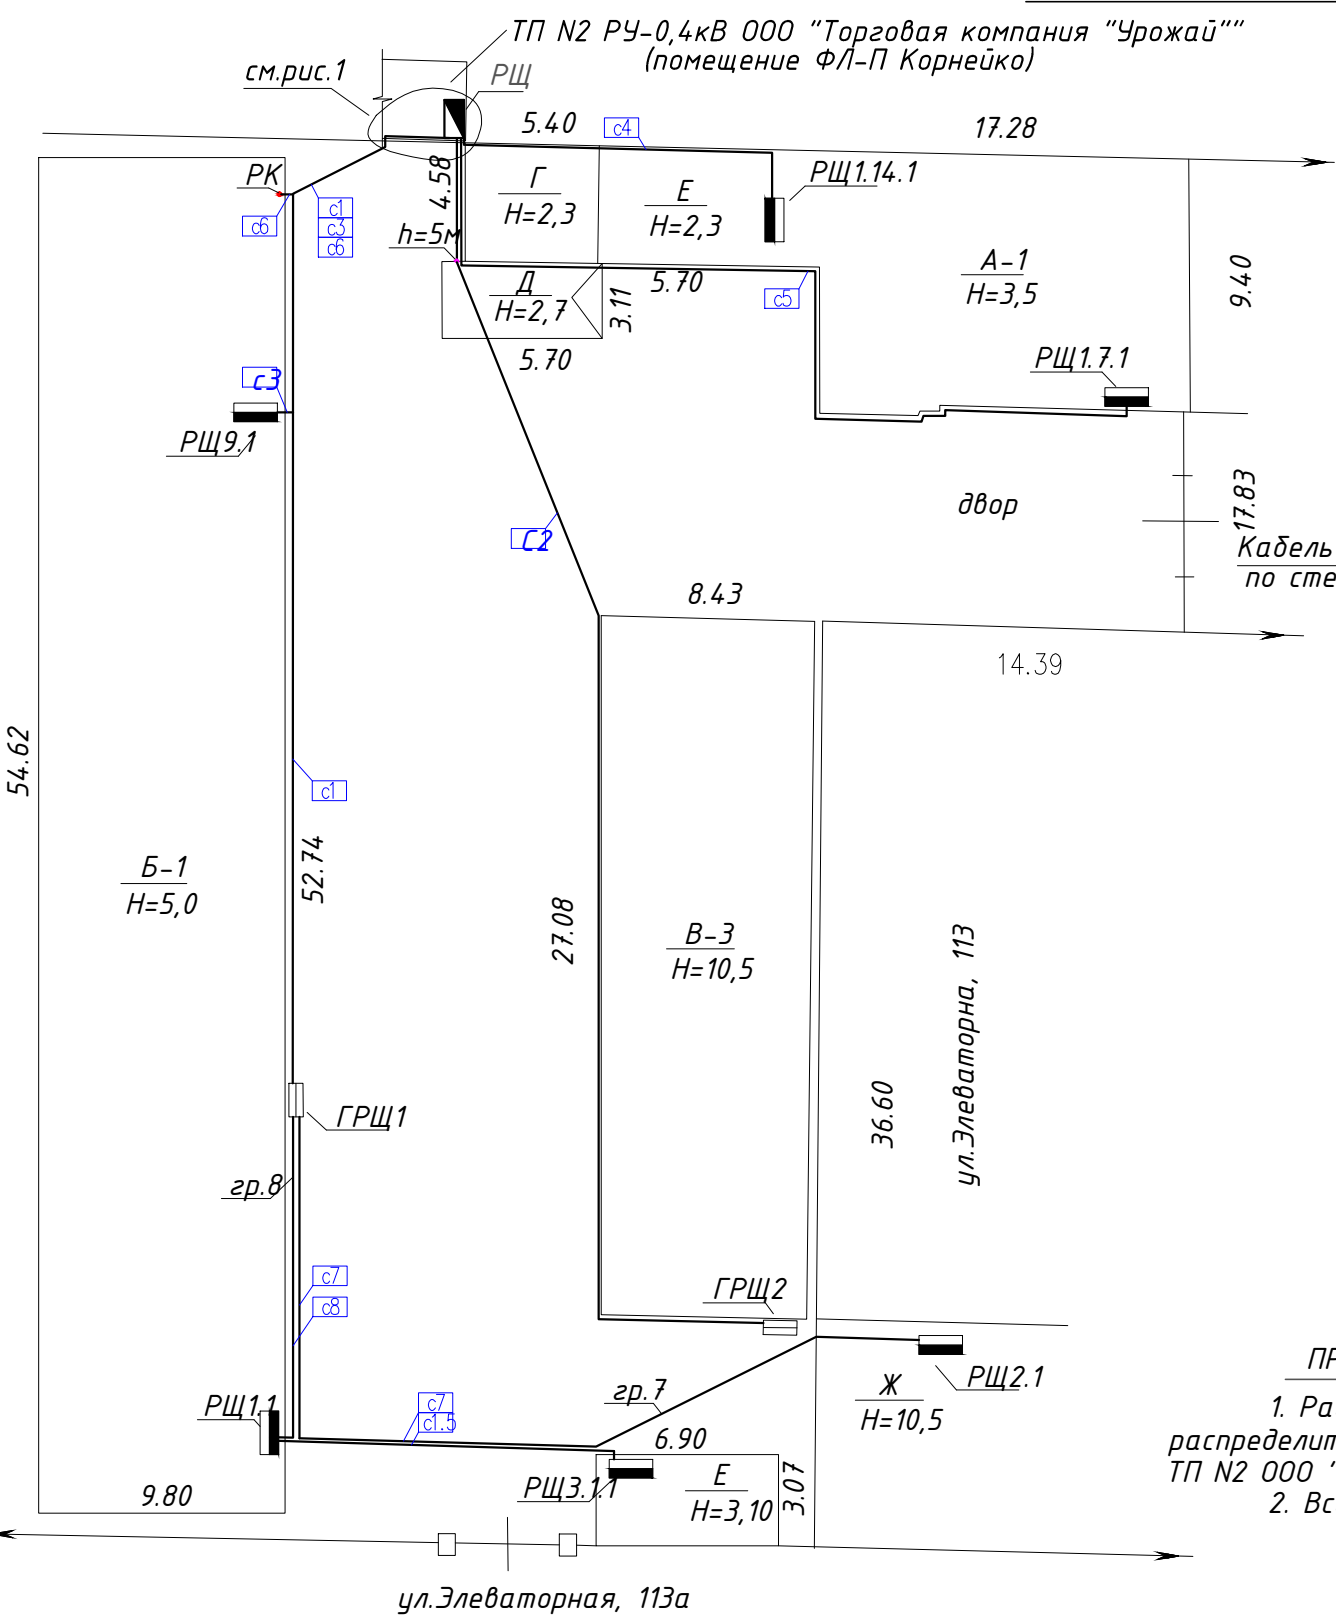 ТП N2 РУ-0,4кВ ООО "Торговая компания "Урожай""
(помещение ФЛ-П Корнейко)
см.рис.1
РЩ
5.40
с4
17.28
РК
4.58
Г
Н=2,3
Е
Н=2,3
РЩ1.14.1
с6
с1
с3
с6
h=5м
А-1
Н=3,5
9.40
Д
Н=2,7
3.11
5.70
с5
5.70
РЩ1.7.1
с3
РЩ9.1
двор
17.83
С2
Кабель
по сте
8.43
14.39
54.62
с1
52.74
Б-1
Н=5,0
27.08
В-3
Н=10,5
ул.Элеваторна, 113
36.60
ГРЩ1
гр.8
с7
с8
ГРЩ2
РЩ2.1
Ж
Н=10,5
ПР
1. Ра
распределит
ТП N2 ООО "
2. Вс
РЩ1.1
с7
с1.5
гр.7
6.90
РЩ3.1.1
Е
Н=3,10
3.07
9.80
ул.Элеваторная, 113а